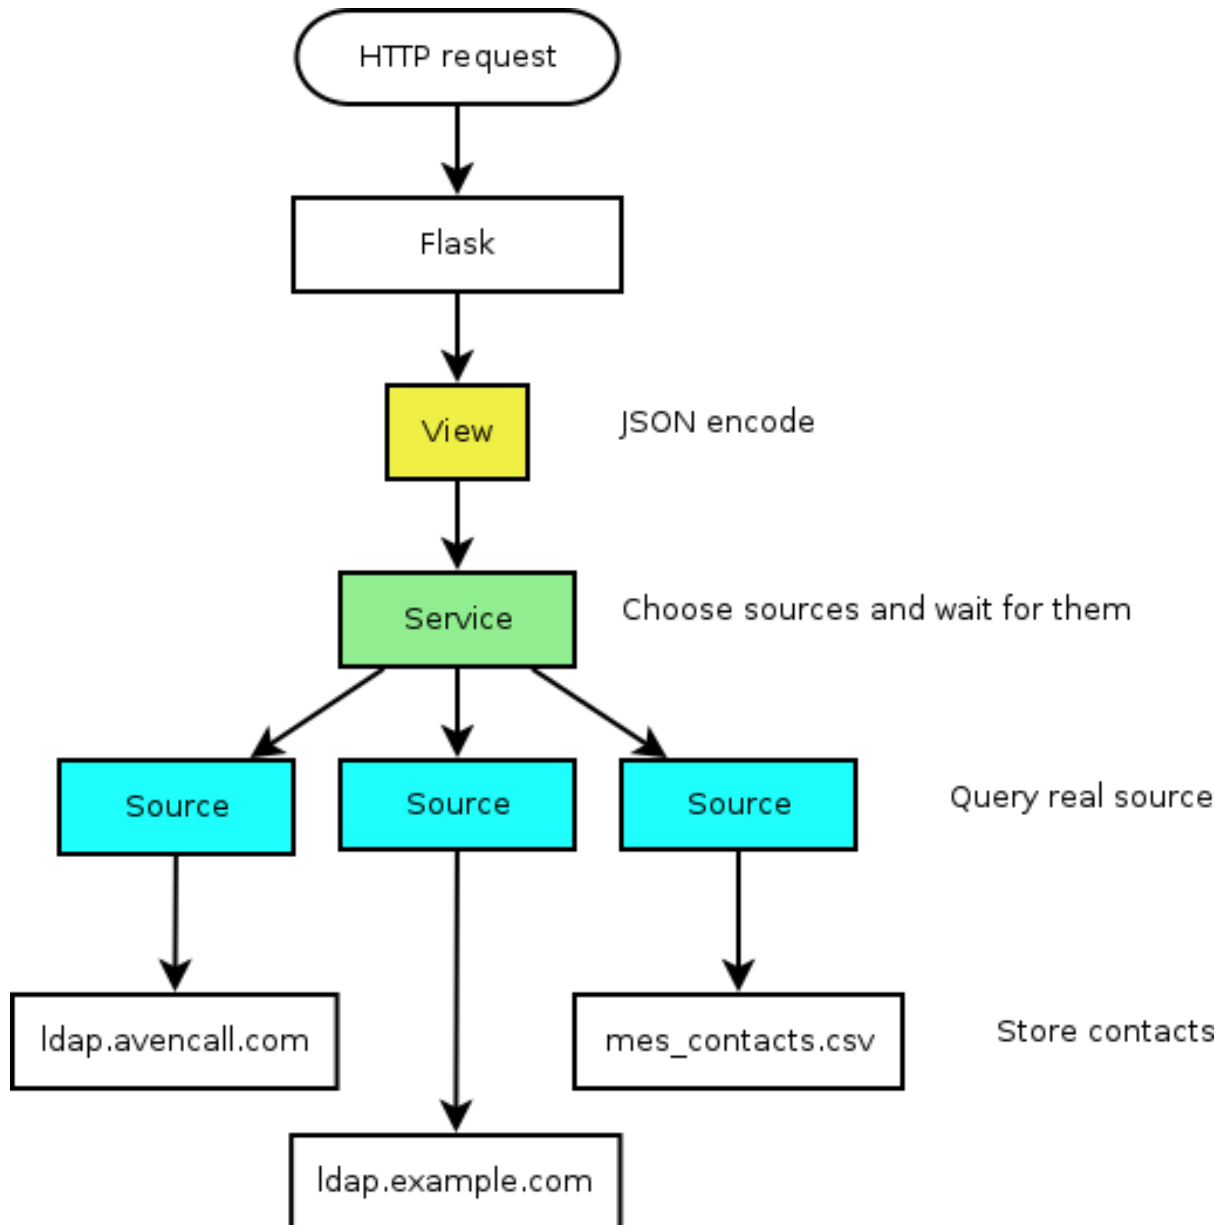 HTTP request
Flask
View
JSON encode
Service
Choose sources and wait for them
Source
Source
Source
Query real source
ldap.avencall.com
mes_contacts.csv
Store contacts
ldap.example.com